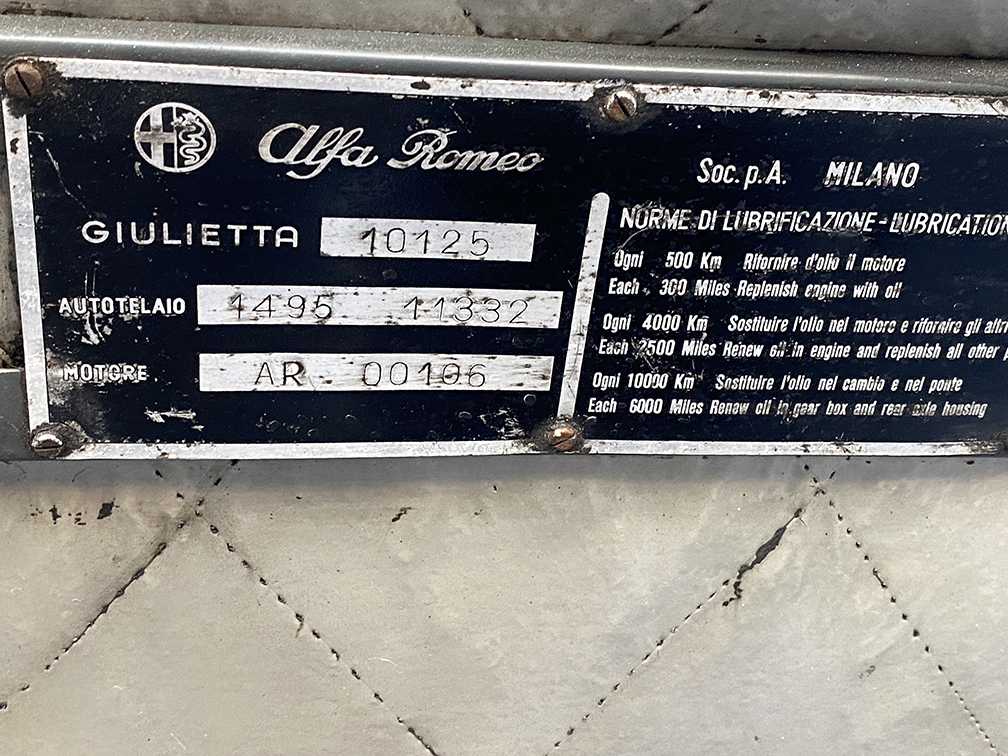 Alfa Romeo
GIULIETTA 10125
AUTOTELAIO 1495 11332
MOTORE AR 00106
Soc. p. A. MILANO
NORME DI LUBRIFICAZIONE - LUBRICATION
Ogni 500 Km Rifornire d'olio il motore
Each 300 Miles Replenish engine with oil
Ogni 4000 Km Sostituire l'olio nel motore e rifornire gli
Each 2500 Miles Renew oil in engine and replenish all other
Ogni 10000 Km Sostituire l'olio nel cambio e nel ponte
Each 6000 Miles Renew oil in gear box and rear axle housing